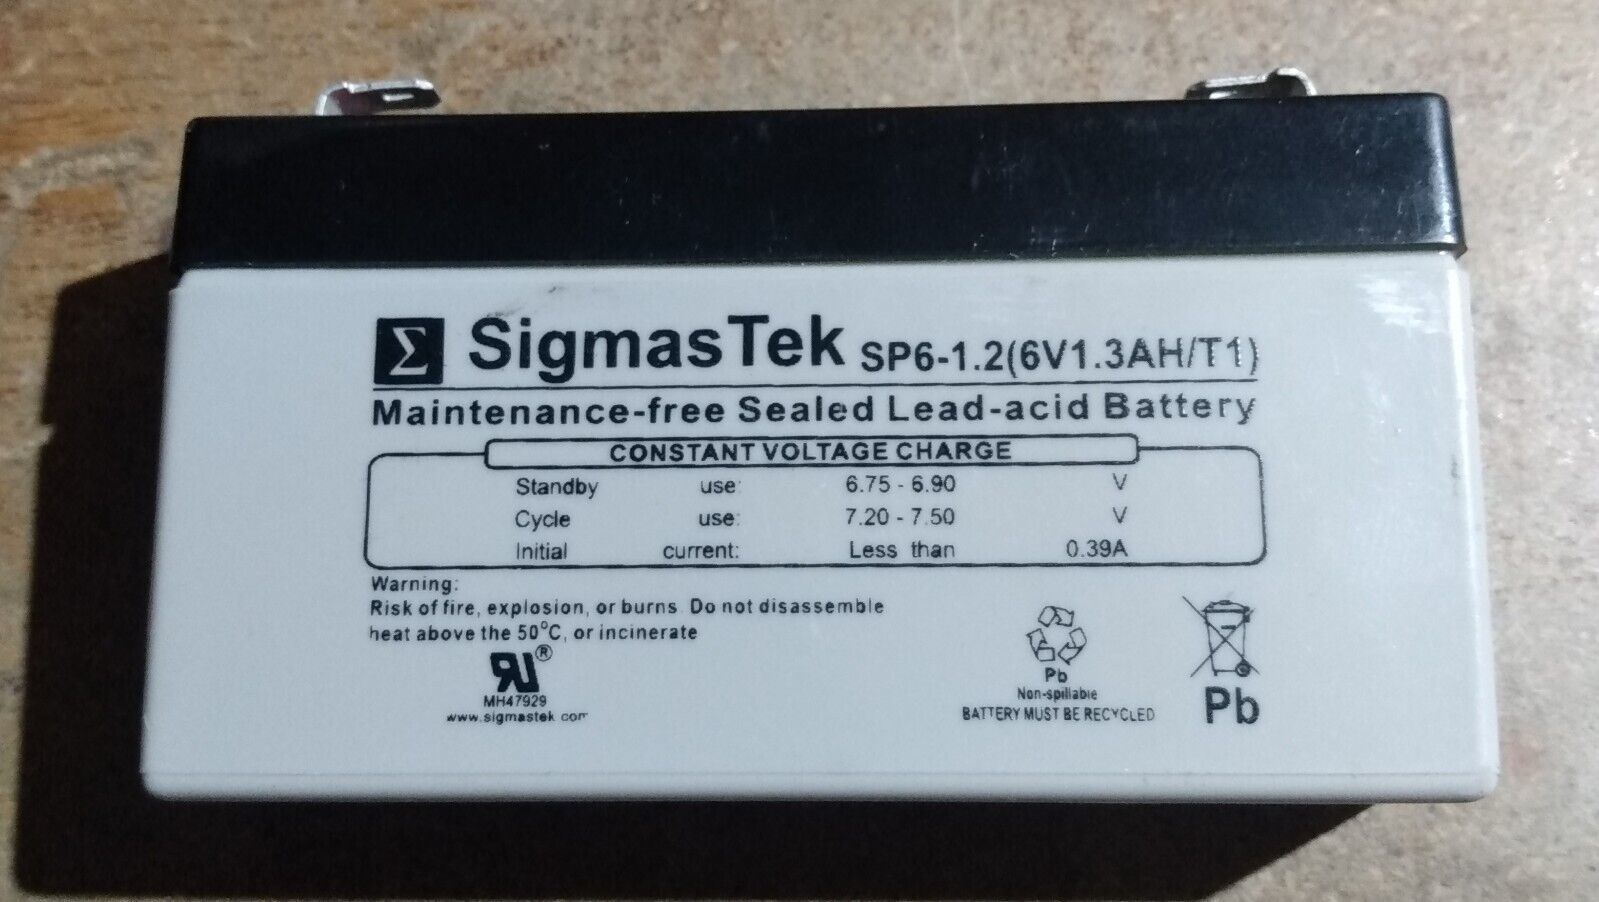 Σ SigmasTek SP6-1.2(6V1.3AH/T1)
Maintenance-free Sealed Lead-acid Battery
CONSTANT VOLTAGE CHARGE
Standby use: 6.75 - 6.90 V
Cycle use: 7.20 - 7.50 V
Initial current: Less than 0.39A
Warning:
Risk of fire, explosion, or burns. Do not disassemble
heat above the 50°C, or incinerate
RU®
MH47929
www.sigmastek.com
Pb
Non-spillable
BATTERY MUST BE RECYCLED
Pb